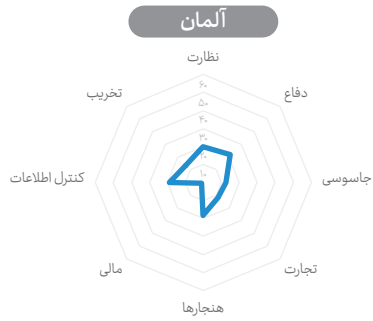 آلمان
نظارت
دفاع
تخریب
۶۰
۵۰
۴۰
۳۰
۲۰
۱۰
جاسوسی
کنترل اطلاعات
تجارت
مالی
هنجارها